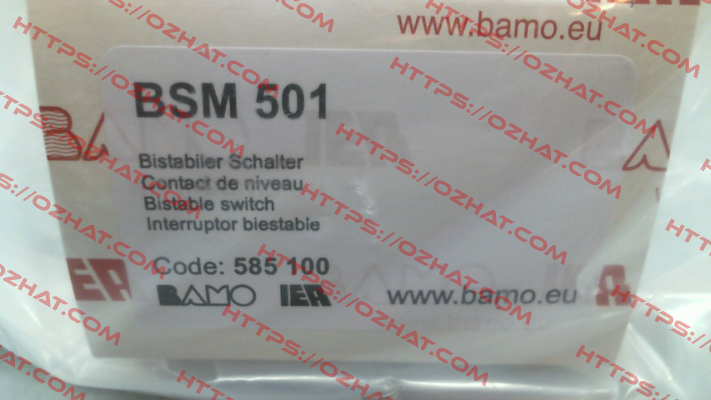 www.bamo.eu
BSM 501
Bistabiler Schalter
Contact de niveau
Bistable switch
Interruptor biestable
Code: 585 100
BAMO IER
www.bamo.eu
HTTPS://OZHAT.COM